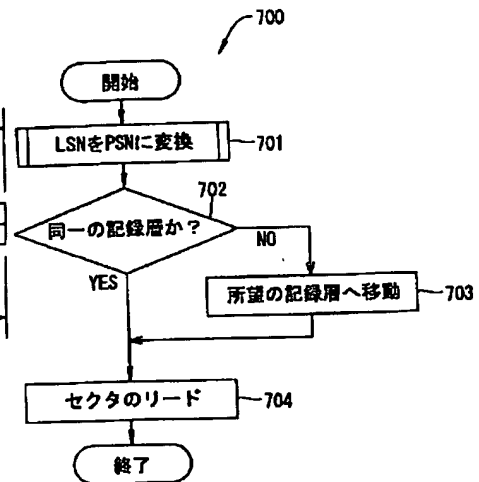 700
開始
LSNをPSNに変換
701
702
同一の記録層か?
NO
YES
所望の記録層へ移動
703
セクタのリード
704
終了